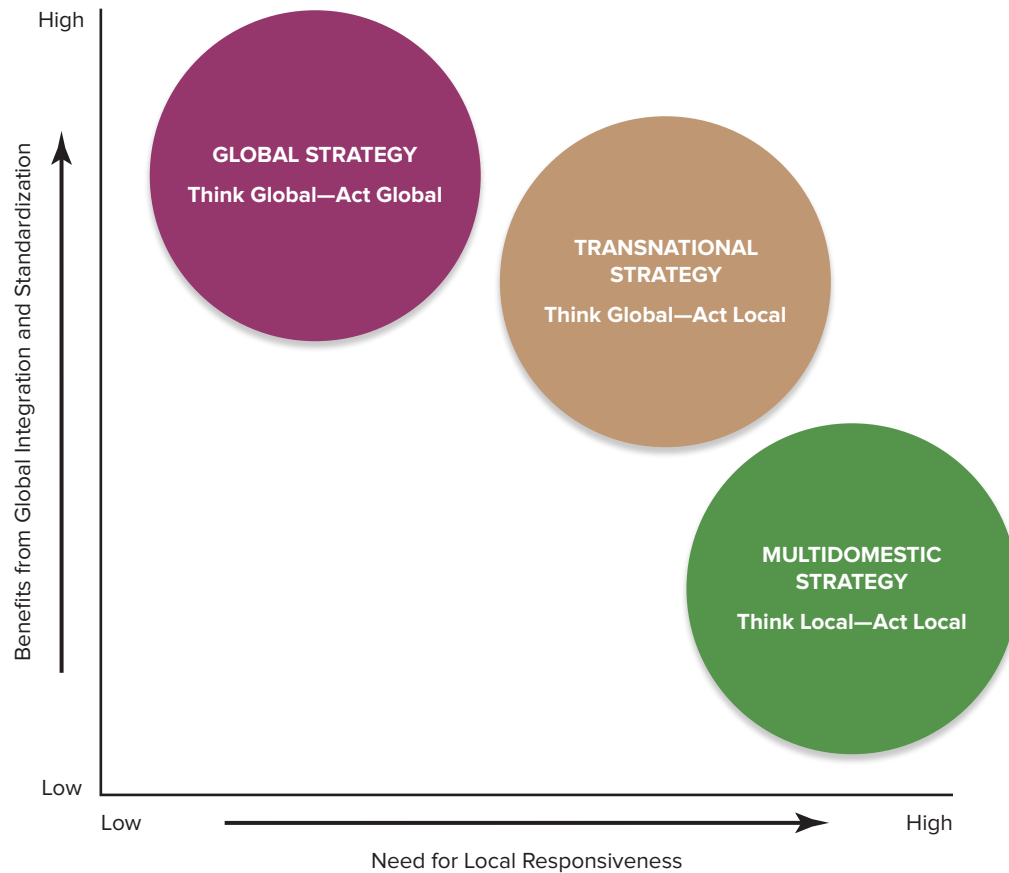 High
Benefits from Global Integration and Standardization
GLOBAL STRATEGY
Think Global—Act Global
TRANSNATIONAL
STRATEGY
Think Global—Act Local
MULTIDOMESTIC
STRATEGY
Think Local—Act Local
Low
Low
High
Need for Local Responsiveness